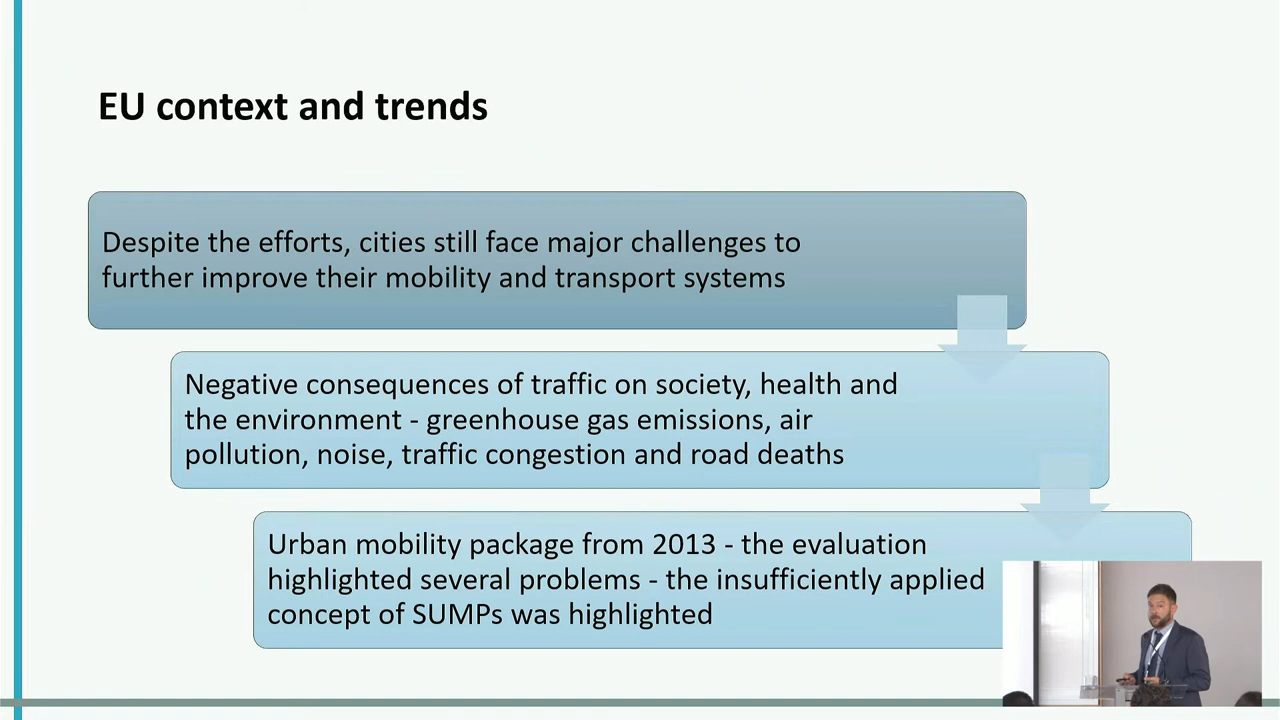 EU context and trends
Despite the efforts, cities still face major challenges to
further improve their mobility and transport systems
Negative consequences of traffic on society, health and
the environment - greenhouse gas emissions, air
pollution, noise, traffic congestion and road deaths
Urban mobility package from 2013 - the evaluation
highlighted several problems - the insufficiently applied
concept of SUMPs was highlighted